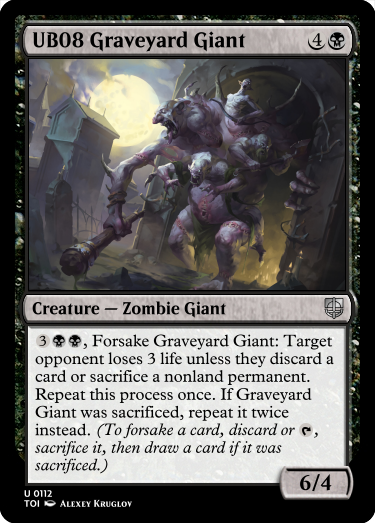 UB08 Graveyard Giant 4
Creature — Zombie Giant
3, Forsake Graveyard Giant: Target
opponent loses 3 life unless they discard a
card or sacrifice a nonland permanent.
Repeat this process once. If Graveyard
Giant was sacrificed, repeat it twice
instead. (To forsake a card, discard or ,
sacrifice it, then draw a card if it was
sacrificed.)
6/4
U 0112
TOI Alexey Kruglov